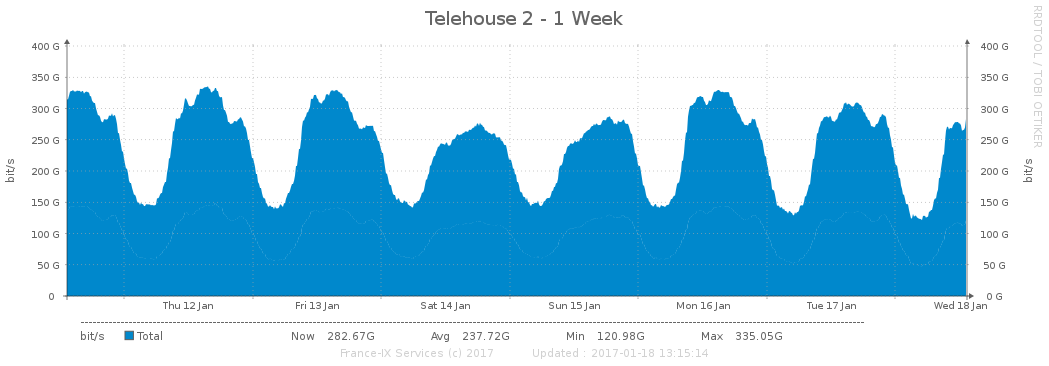 Telehouse 2 - 1 Week
RRDTOOL / TOBI OETIKER
400 G 400 G
350 G 350 G
300 G 300 G
250 G 250 G
200 G 200 G
150 G 150 G
100 G 100 G
50 G 50 G
0 0 G
bit/s bit/s
Thu 12 Jan Fri 13 Jan Sat 14 Jan Sun 15 Jan Mon 16 Jan Tue 17 Jan Wed 18 Jan
bit/s Total Now 282.67G Avg 237.72G Min 120.98G Max 335.05G
France-IX Services (c) 2017 Updated : 2017-01-18 13:15:14